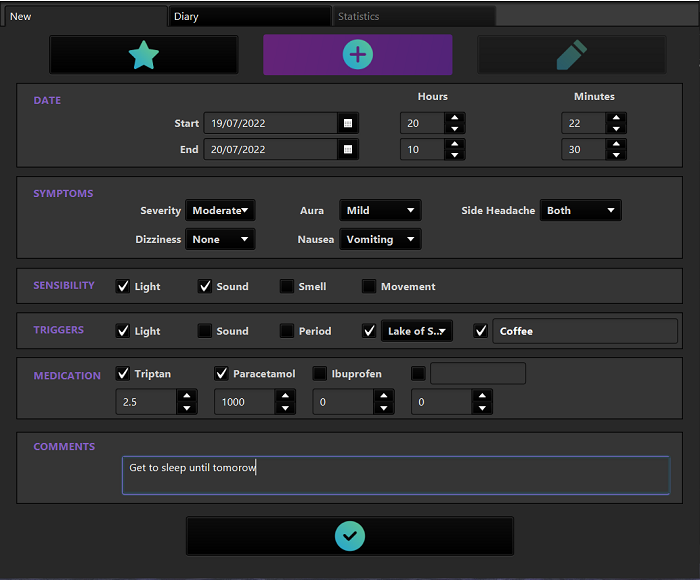 New Diary Statistics
Hours Minutes
DATE
Start 19/07/2022 20 22
End 20/07/2022 10 30
SYMPTOMS
Severity Moderate Aura Mild Side Headache Both
Dizziness None Nausea Vomiting
SENSIBILITY Light Sound Smell Movement
TRIGGERS Light Sound Period Lake of S... Coffee
MEDICATION Triptan Paracetamol Ibuprofen
2.5 1000 0 0
COMMENTS
Get to sleep until tomorow